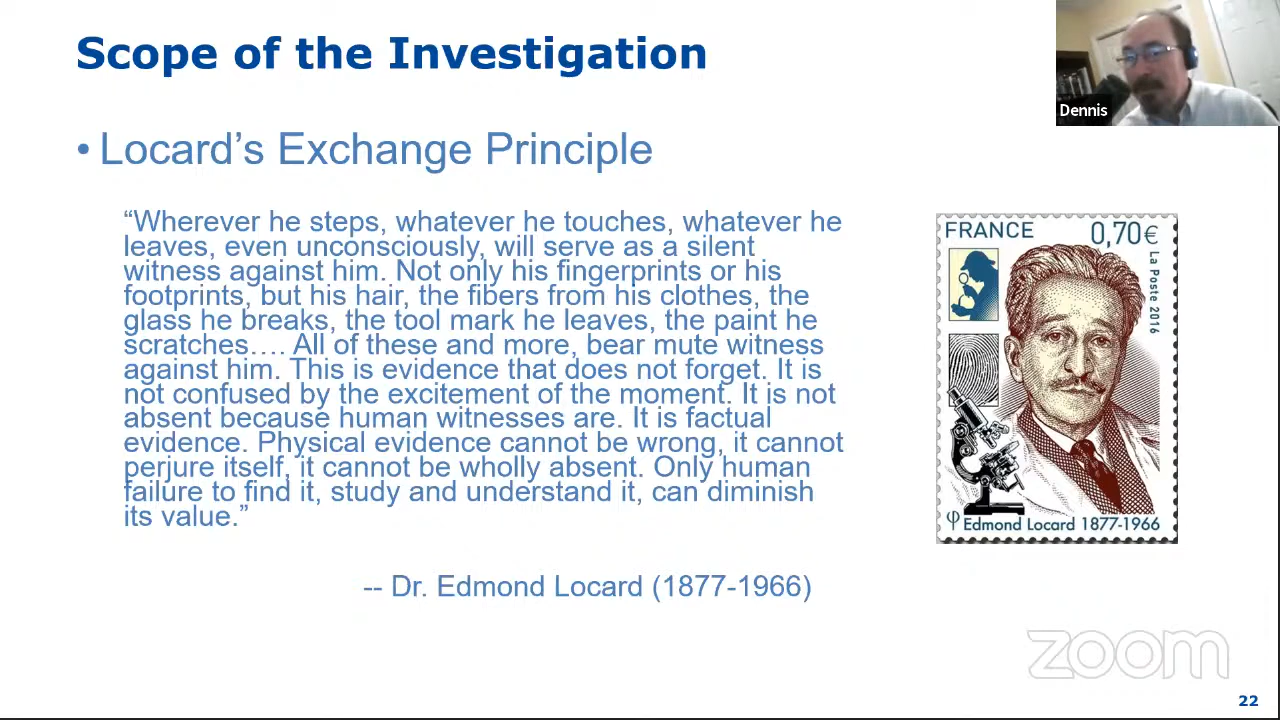 Scope of the Investigation
Dennis
• Locard’s Exchange Principle
“Wherever he steps, whatever he touches, whatever he
leaves, even unconsciously, will serve as a silent
witness against him. Not only his fingerprints or his
footprints, but his hair, the fibers from his clothes, the
glass he breaks, the tool mark he leaves, the paint he
scratches…. All of these and more, bear mute witness
against him. This is evidence that does not forget. It is
not confused by the excitement of the moment. It is not
absent because human witnesses are. It is factual
evidence. Physical evidence cannot be wrong, it cannot
perjure itself, it cannot be wholly absent. Only human
failure to find it, study and understand it, can diminish
its value.”
-- Dr. Edmond Locard (1877-1966)
FRANCE 0,70€
La Poste 2016
Edmond Locard 1877-1966
zoom
22